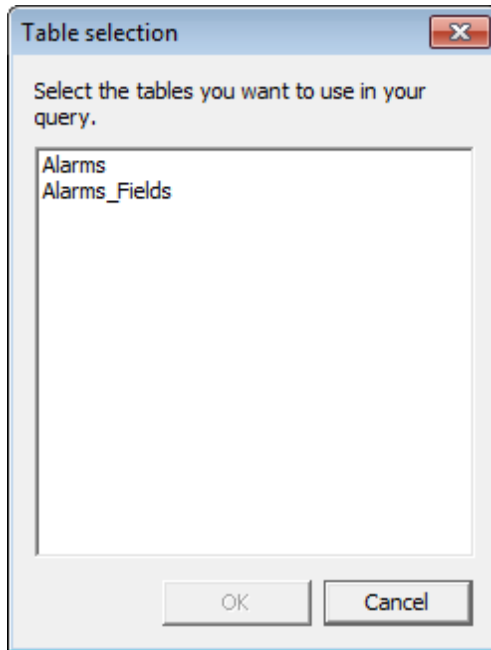 Table selection
Select the tables you want to use in your
query.
Alarms
Alarms_Fields
OK
Cancel